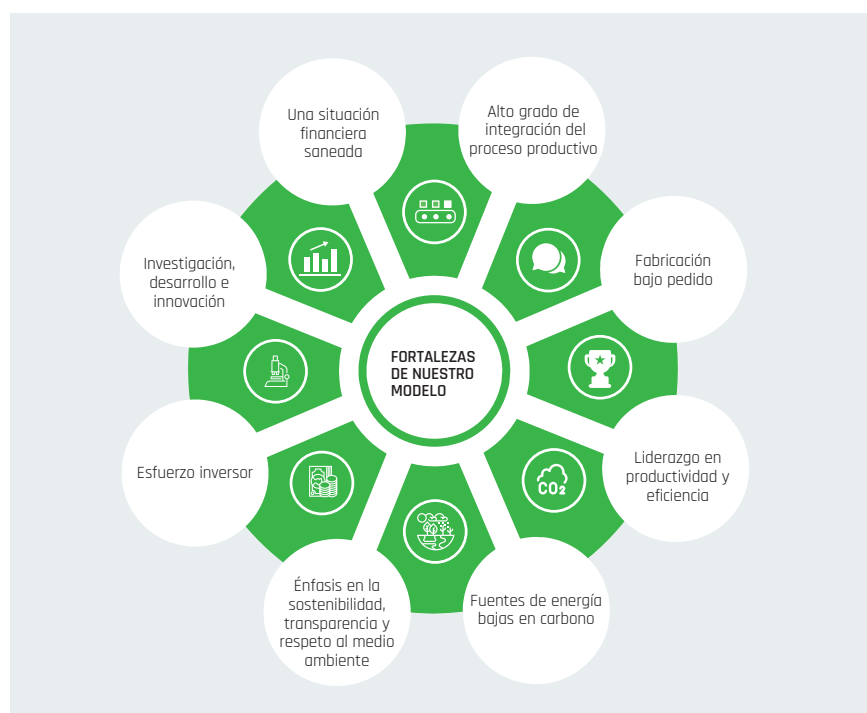 Una situación
financiera
saneada
Alto grado de
integración del
proceso productivo
Investigación,
desarrollo e
innovación
Fabricación
bajo pedido
FORTALEZAS
DE NUESTRO
MODELO
Esfuerzo inversor
Liderazgo en
productividad y
eficiencia
CO2
Énfasis en la
sostenibilidad,
transparencia y
respeto al medio
ambiente
Fuentes de energía
bajas en carbono